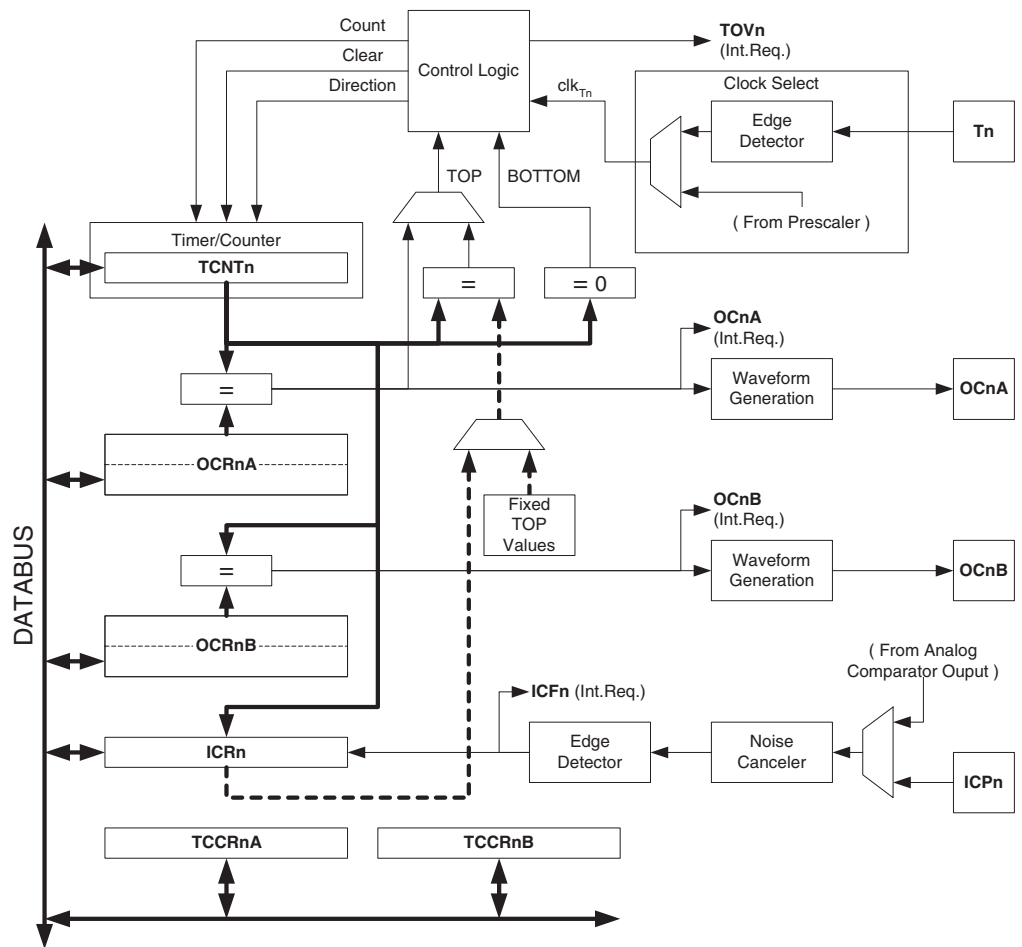 Count
Clear
Direction
Control Logic
TOVn
(Int.Req.)
clkTn
Clock Select
Edge
Detector
Tn
( From Prescaler )
TOP
BOTTOM
Timer/Counter
TCNTn
=
= 0
OCnA
(Int.Req.)
=
Waveform
Generation
OCnA
OCRnA
Fixed
TOP
Values
OCnB
(Int.Req.)
=
Waveform
Generation
OCnB
OCRnB
DATABUS
( From Analog
Comparator Ouput )
ICFn (Int.Req.)
ICRn
Edge
Detector
Noise
Canceler
ICPn
TCCRnA
TCCRnB